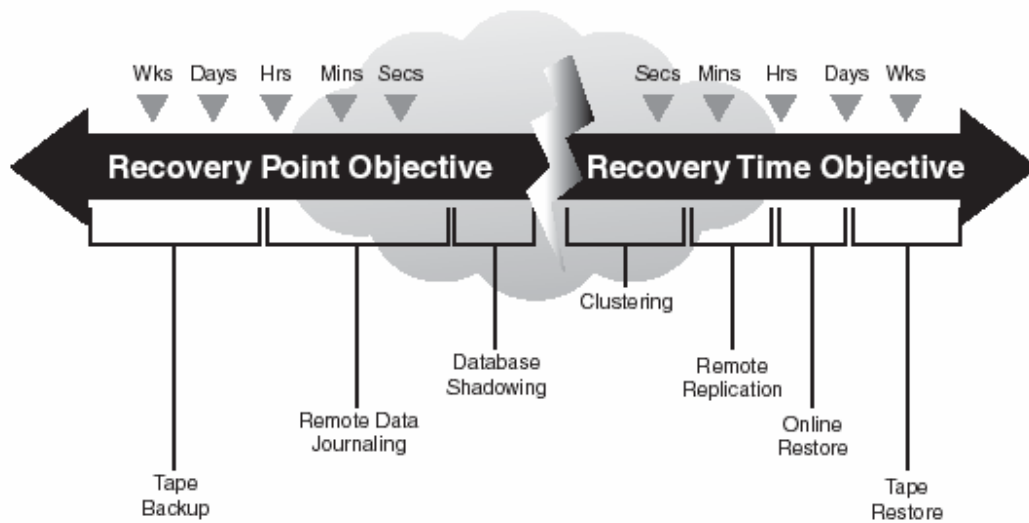 Wks Days Hrs Mins Secs Secs Mins Hrs Days Wks
Recovery Point Objective Recovery Time Objective
Clustering
Database
Shadowing
Remote
Replication
Remote Data
Journaling
Online
Restore
Tape
Backup
Tape
Restore